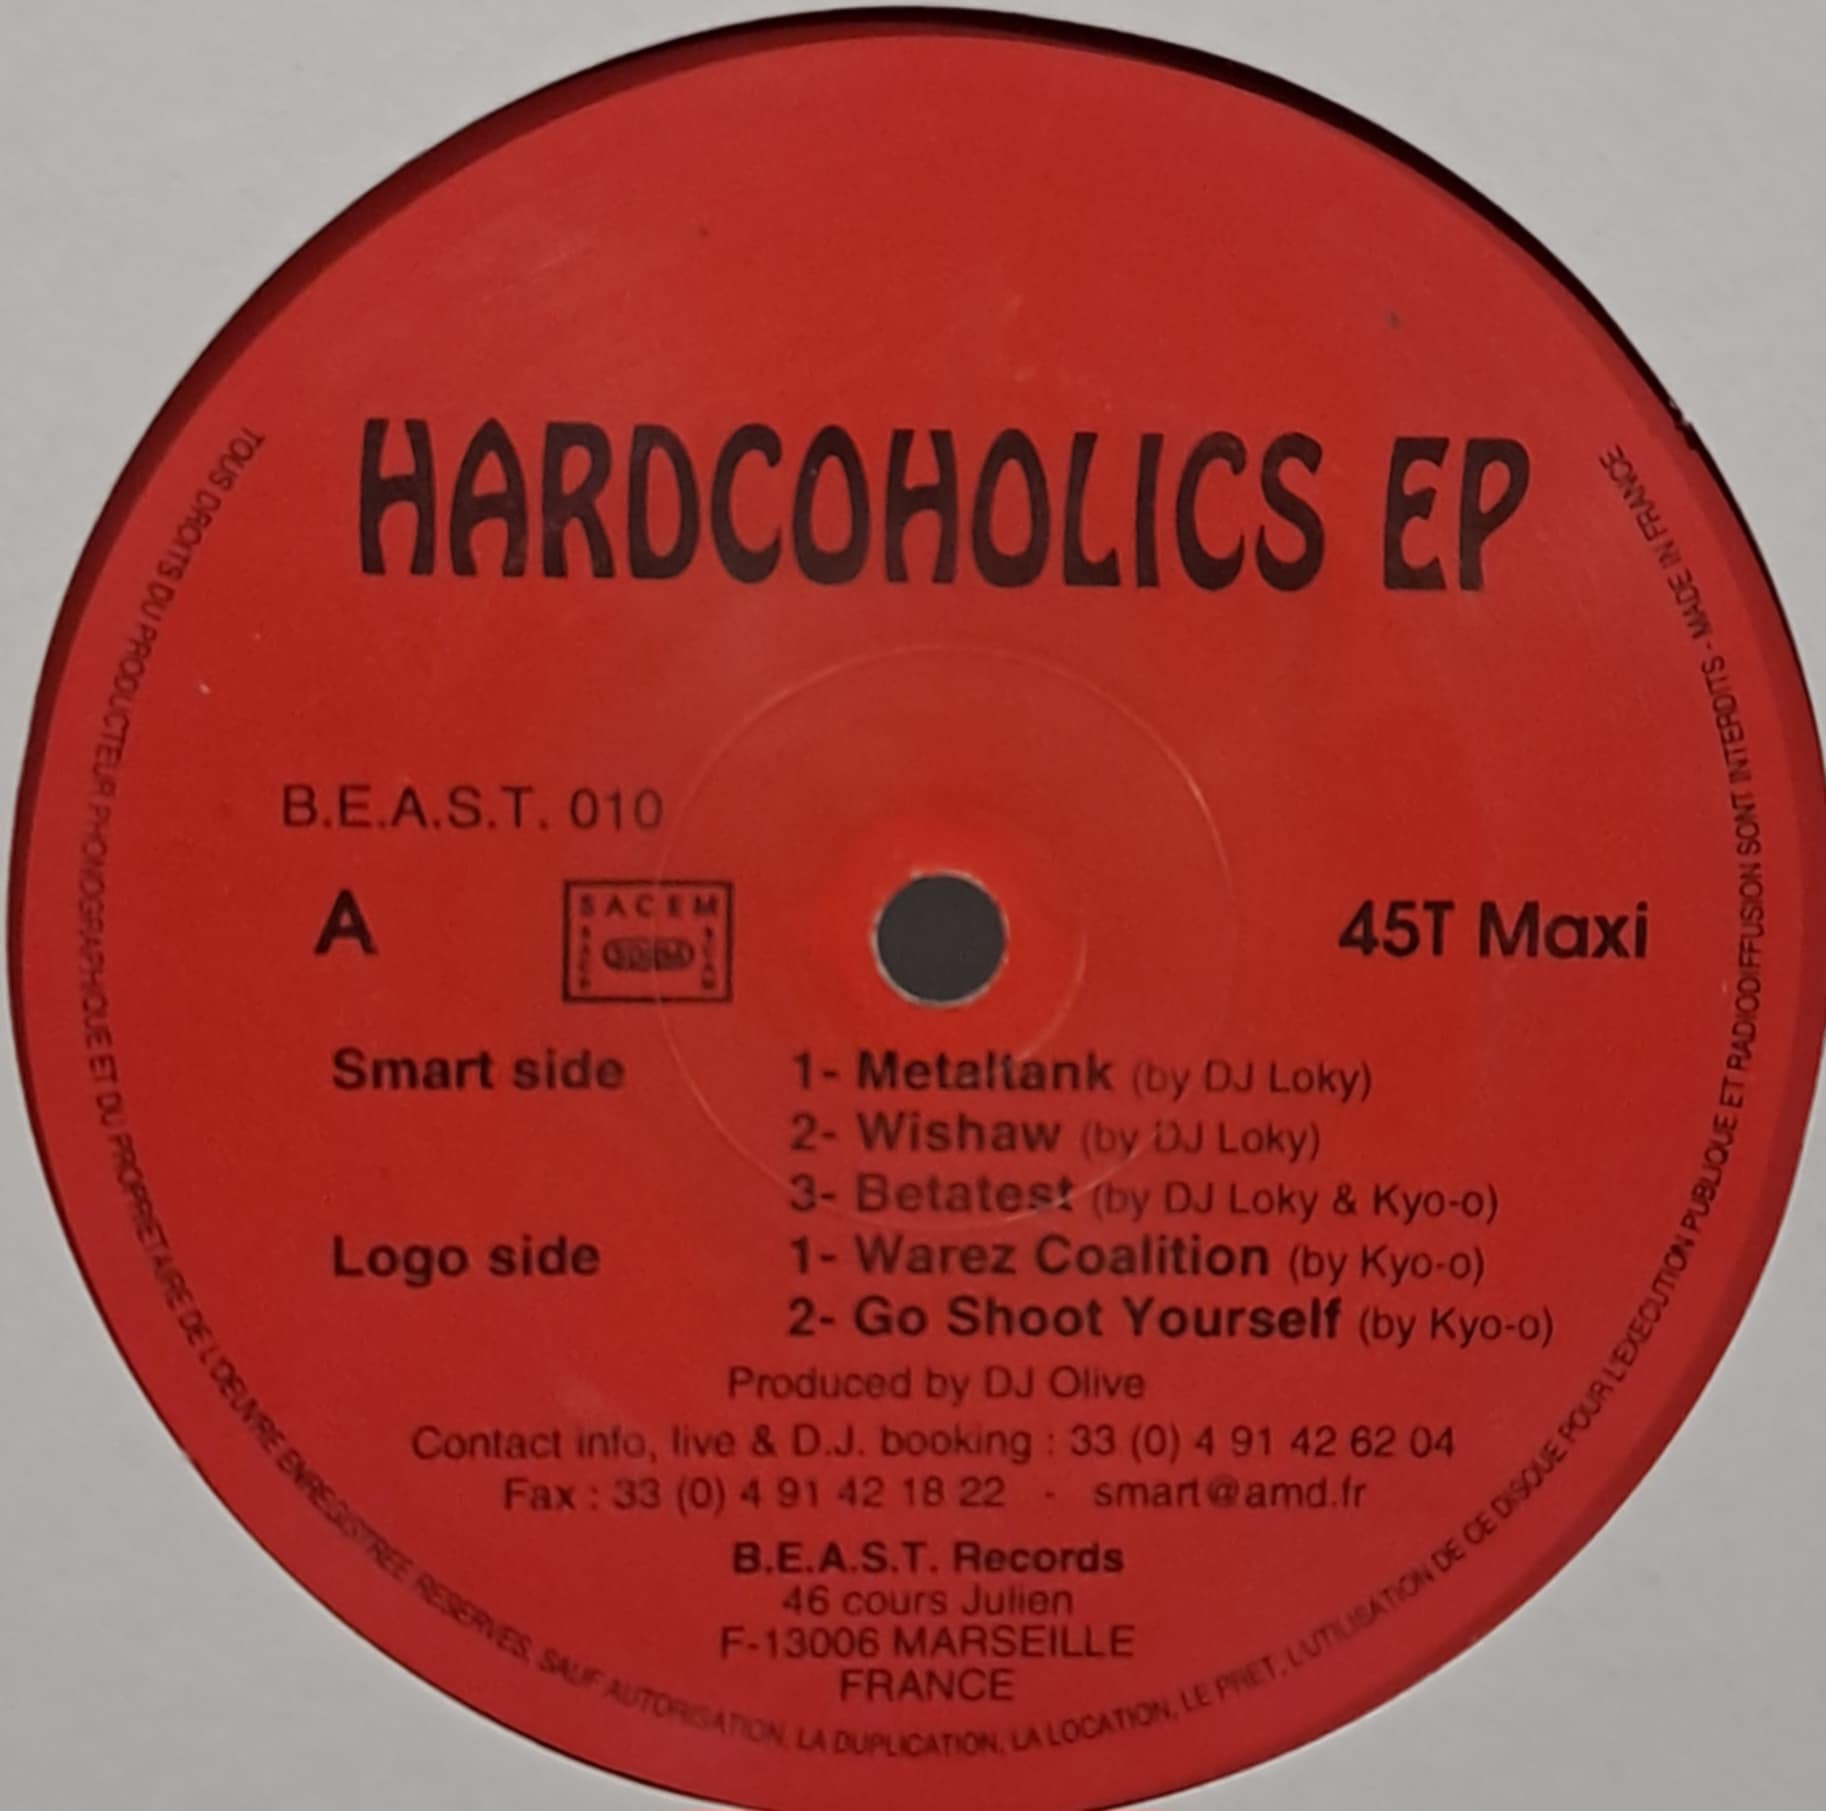 HARDCOHOLICS EP
B.E.A.S.T. 010
A
SACEM
45T Maxi
Smart side
1- Metaltank (by DJ Loky)
2- Wishaw (by DJ Loky)
3- Betatest (by DJ Loky & Kyo-o)
Logo side
1- Warez Coalition (by Kyo-o)
2- Go Shoot Yourself (by Kyo-o)
Produced by DJ Olive
Contact info, live & D.J. booking : 33 (0) 4 91 42 62 04
Fax : 33 (0) 4 91 42 18 22 - smart@amd.fr
B.E.A.S.T. Records
46 cours Julien
F-13006 MARSEILLE
FRANCE
TOUS DROITS DU PRODUCTEUR PHONOGRAPHIQUE ET DU PROPRIETAIRE DE L'OEUVRE ENREGISTREE RESERVES, SAUF AUTORISATION, LA DUPLICATION, LA LOCATION, LE PRET, L'UTILISATION DE CE DISQUE POUR L'EXECUTION PUBLIQUE ET RADIODIFFUSION SONT INTERDITS - MADE IN FRANCE